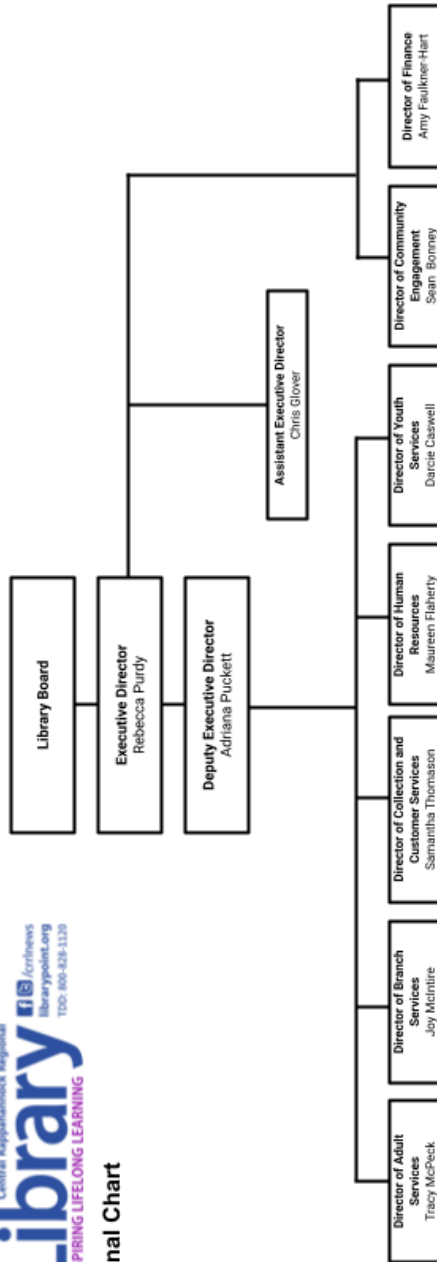 Central Rappahannock Regional
Library
/crrlnews
librarypoint.org
TDD: 800-828-1120
PIRING LIFELONG LEARNING
nal Chart
Library Board
Executive Director
Rebecca Purdy
Deputy Executive Director
Adriana Puckett
Assistant Executive Director
Chris Glover
Director of Adult
Services
Tracy McPeck
Director of Branch
Services
Joy McIntire
Director of Collection and
Customer Services
Samantha Thomason
Director of Human
Resources
Maureen Flaherty
Director of Youth
Services
Darcie Caswell
Director of Community
Engagement
Sean Bonney
Director of Finance
Amy Faulkner-Hart